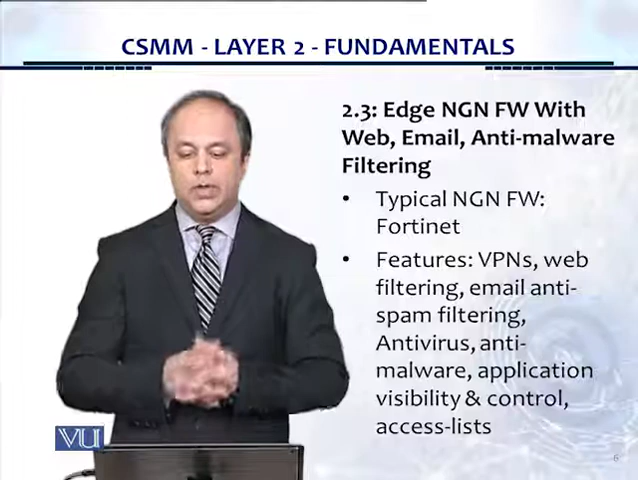 CSMM - LAYER 2 - FUNDAMENTALS
2.3: Edge NGN FW With
Web, Email, Anti-malware
Filtering
• Typical NGN FW:
Fortinet
• Features: VPNs, web
filtering, email anti-
spam filtering,
Antivirus, anti-
malware, application
visibility & control,
access-lists
VU
6